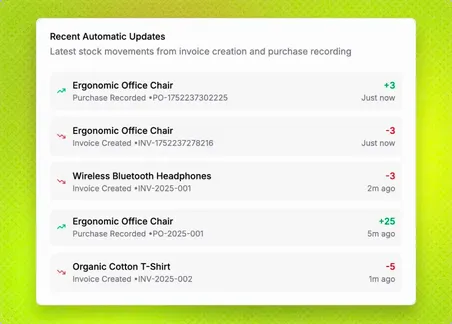 Recent Automatic Updates
Latest stock movements from invoice creation and purchase recording
Ergonomic Office Chair
+3
Purchase Recorded •PO-1752237302225
Just now
Ergonomic Office Chair
-3
Invoice Created •INV-1752237278216
Just now
Wireless Bluetooth Headphones
-3
Invoice Created •INV-2025-001
2m ago
Ergonomic Office Chair
+25
Purchase Recorded •PO-2025-001
5m ago
Organic Cotton T-Shirt
-5
Invoice Created •INV-2025-002
1m ago